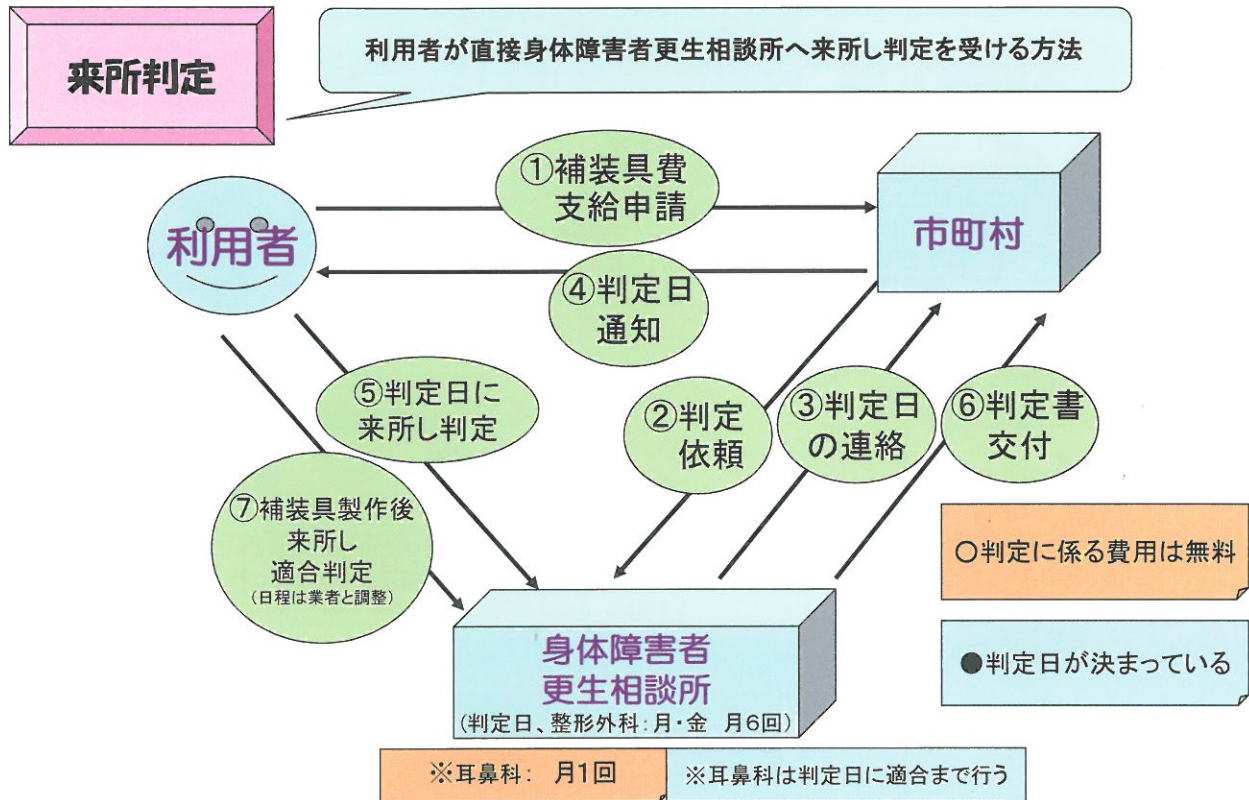 来所判定
利用者が直接身体障害者更生相談所へ来所し判定を受ける方法
①補装具費
支給申請
利用者
市町村
④判定日
通知
⑤判定日に
来所し判定
②判定
依頼
③判定日
の連絡
⑥判定書
交付
⑦補装具製作後
来所し
適合判定
(日程は業者と調整)
○判定に係る費用は無料
●判定日が決まっている
身体障害者
更生相談所
(判定日、整形外科:月・金 月6回)
※耳鼻科: 月1回
※耳鼻科は判定日に適合まで行う